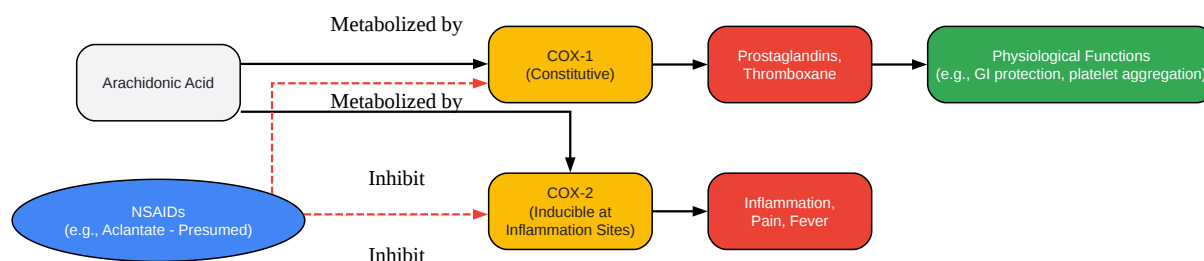 Metabolized by
Arachidonic Acid
COX-1
(Constitutive)
Prostaglandins,
Thromboxane
Physiological Functions
(e.g., GI protection, platelet aggregation)
Metabolized by
NSAIDs
(e.g., Aclantate - Presumed)
Inhibit
COX-2
(Inducible at
Inflammation Sites)
Inflammation,
Pain, Fever
Inhibit